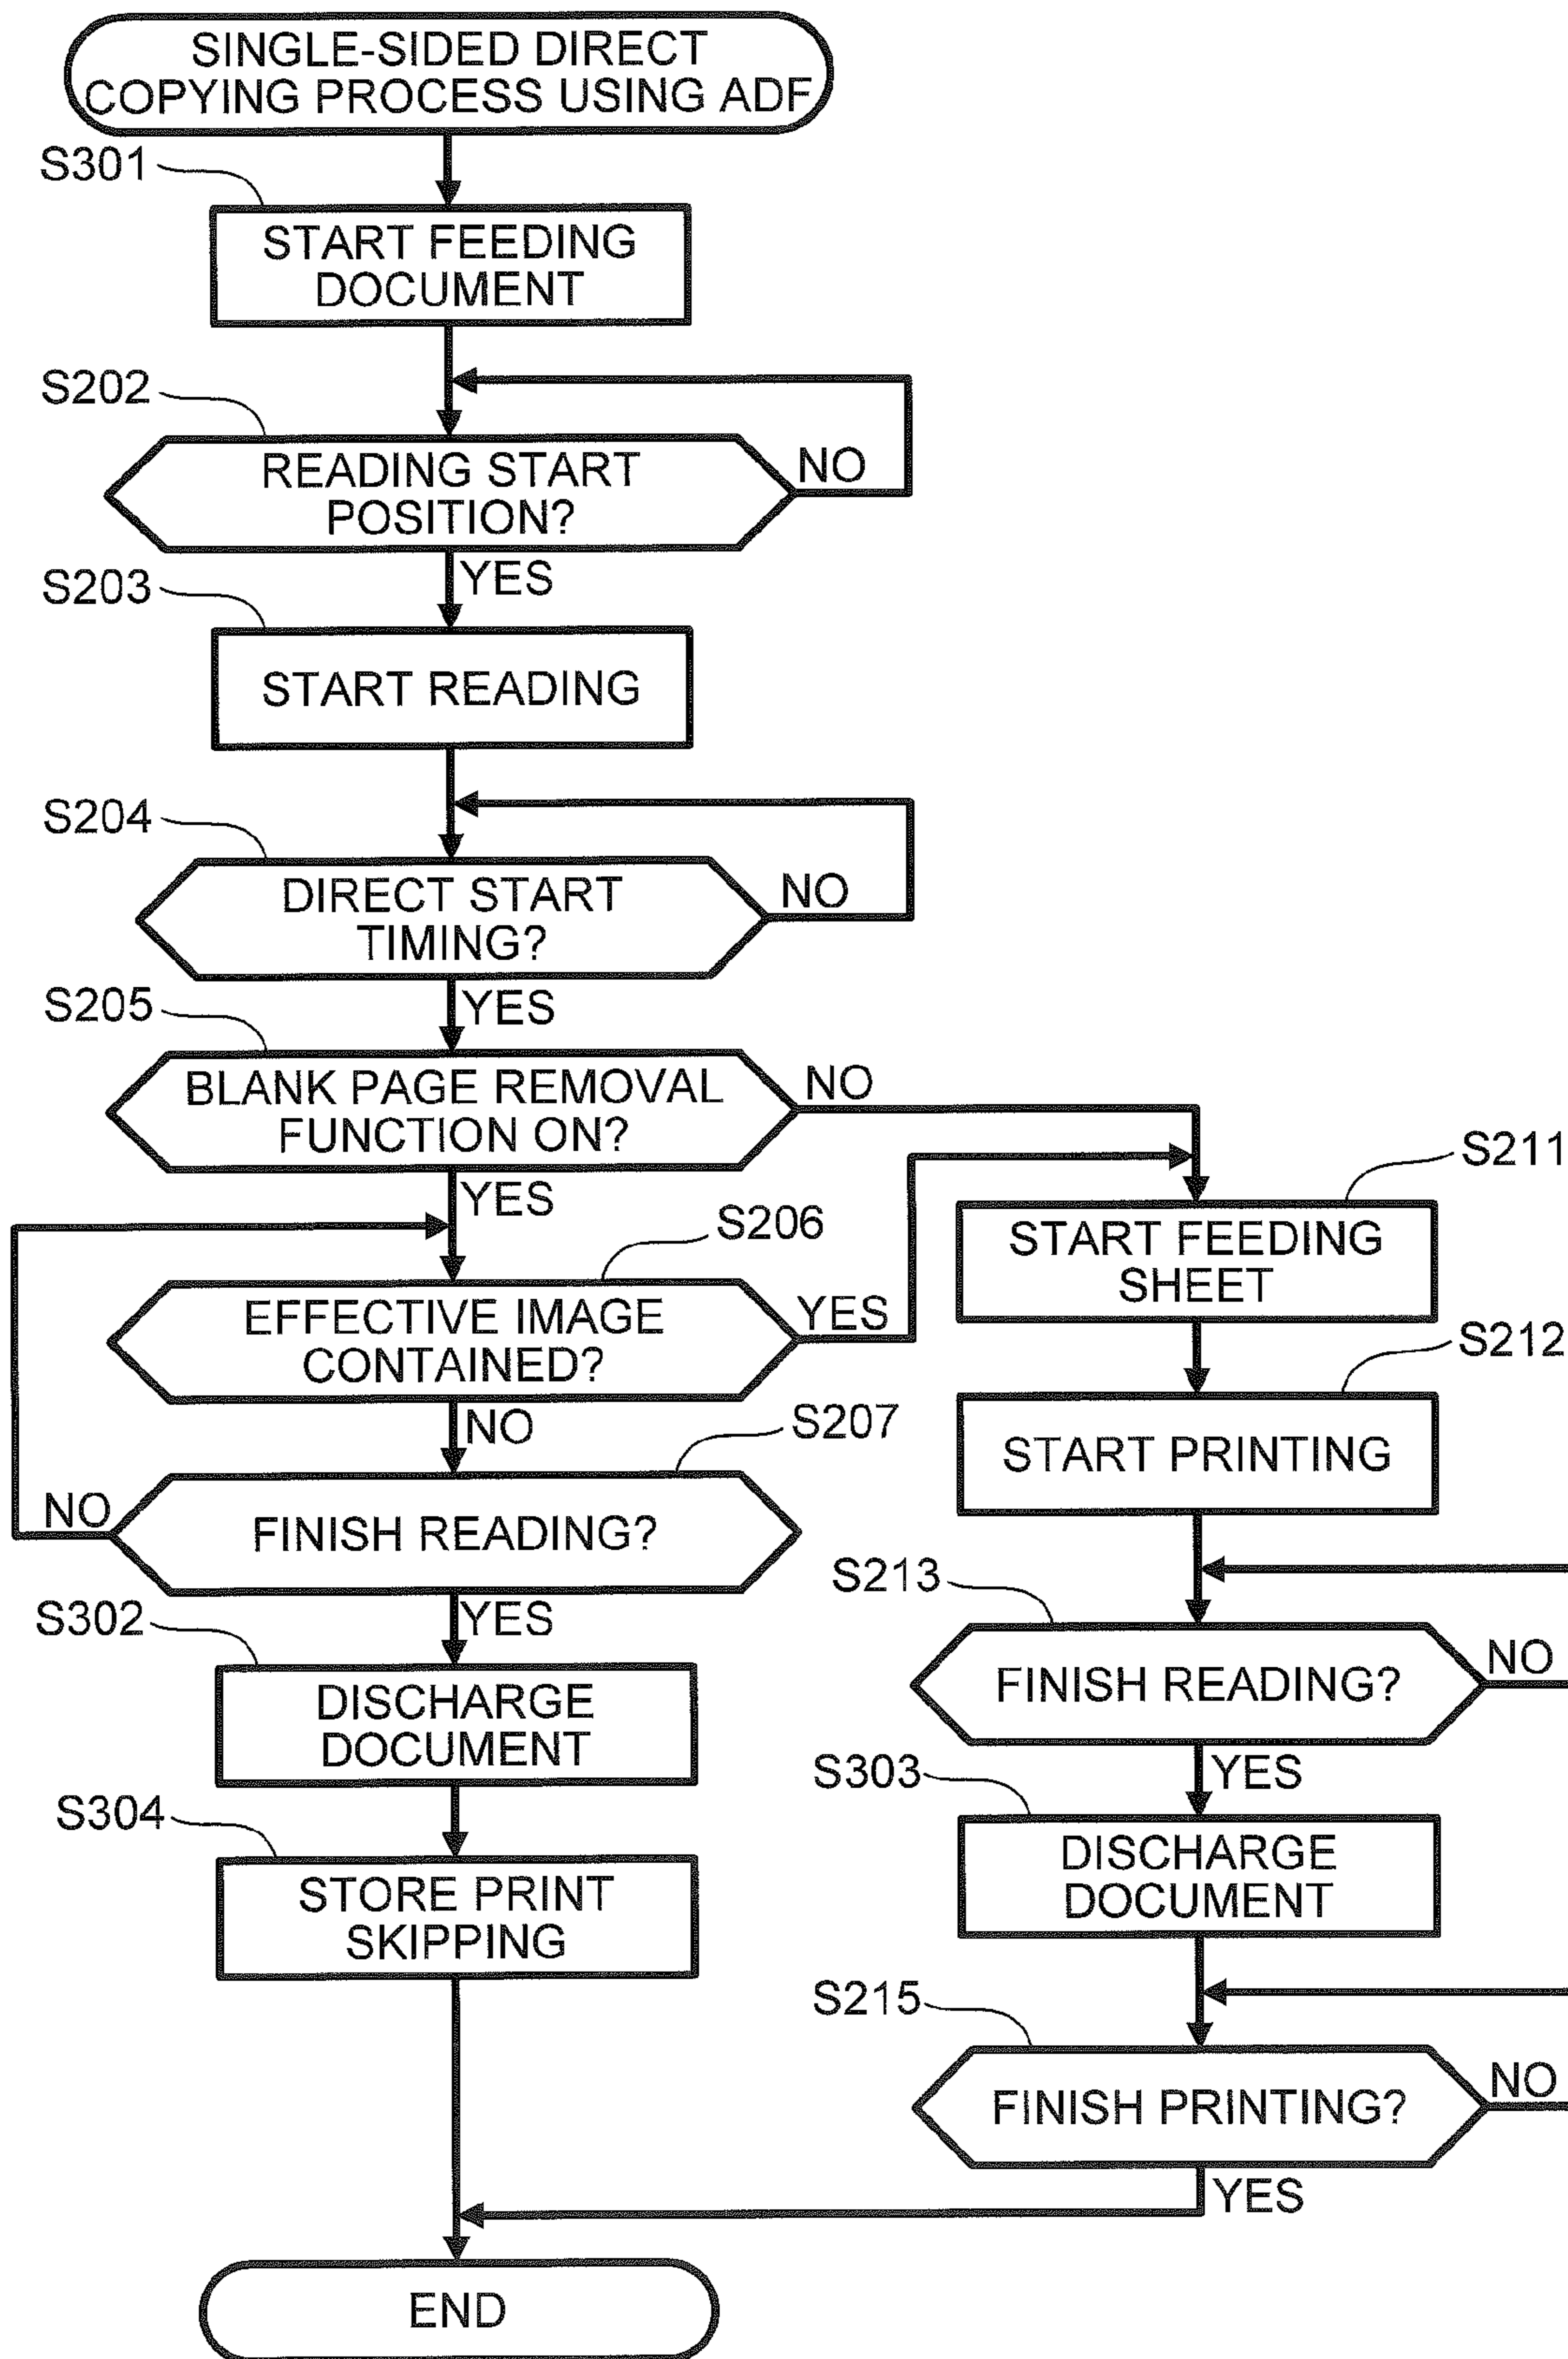 SINGLE-SIDED DIRECT
COPYING PROCESS USING ADF
S301
START FEEDING
DOCUMENT
S202
READING START
POSITION?
NO
YES
S203
START READING
S204
DIRECT START
TIMING?
NO
YES
S205
BLANK PAGE REMOVAL
FUNCTION ON?
NO
YES
S206
EFFECTIVE IMAGE
CONTAINED?
YES
NO
S207
FINISH READING?
NO
YES
S302
DISCHARGE
DOCUMENT
S304
STORE PRINT
SKIPPING
S211
START FEEDING
SHEET
S212
START PRINTING
S213
FINISH READING?
NO
YES
S303
DISCHARGE
DOCUMENT
S215
FINISH PRINTING?
NO
YES
END